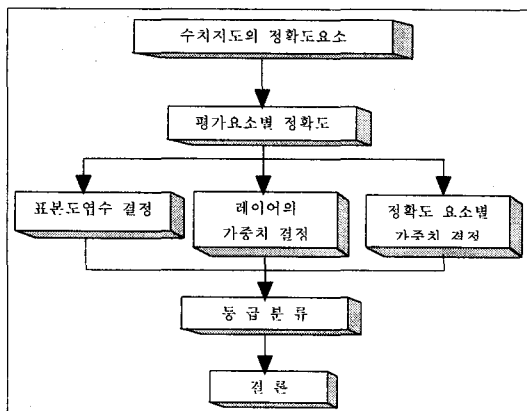 수치지도의 정확도요소
평가요소별 정확도
표본도엽수 결정
레이어의
가중치 결정
정확도 요소별
가중치 결정
등 급 분 류
결 론